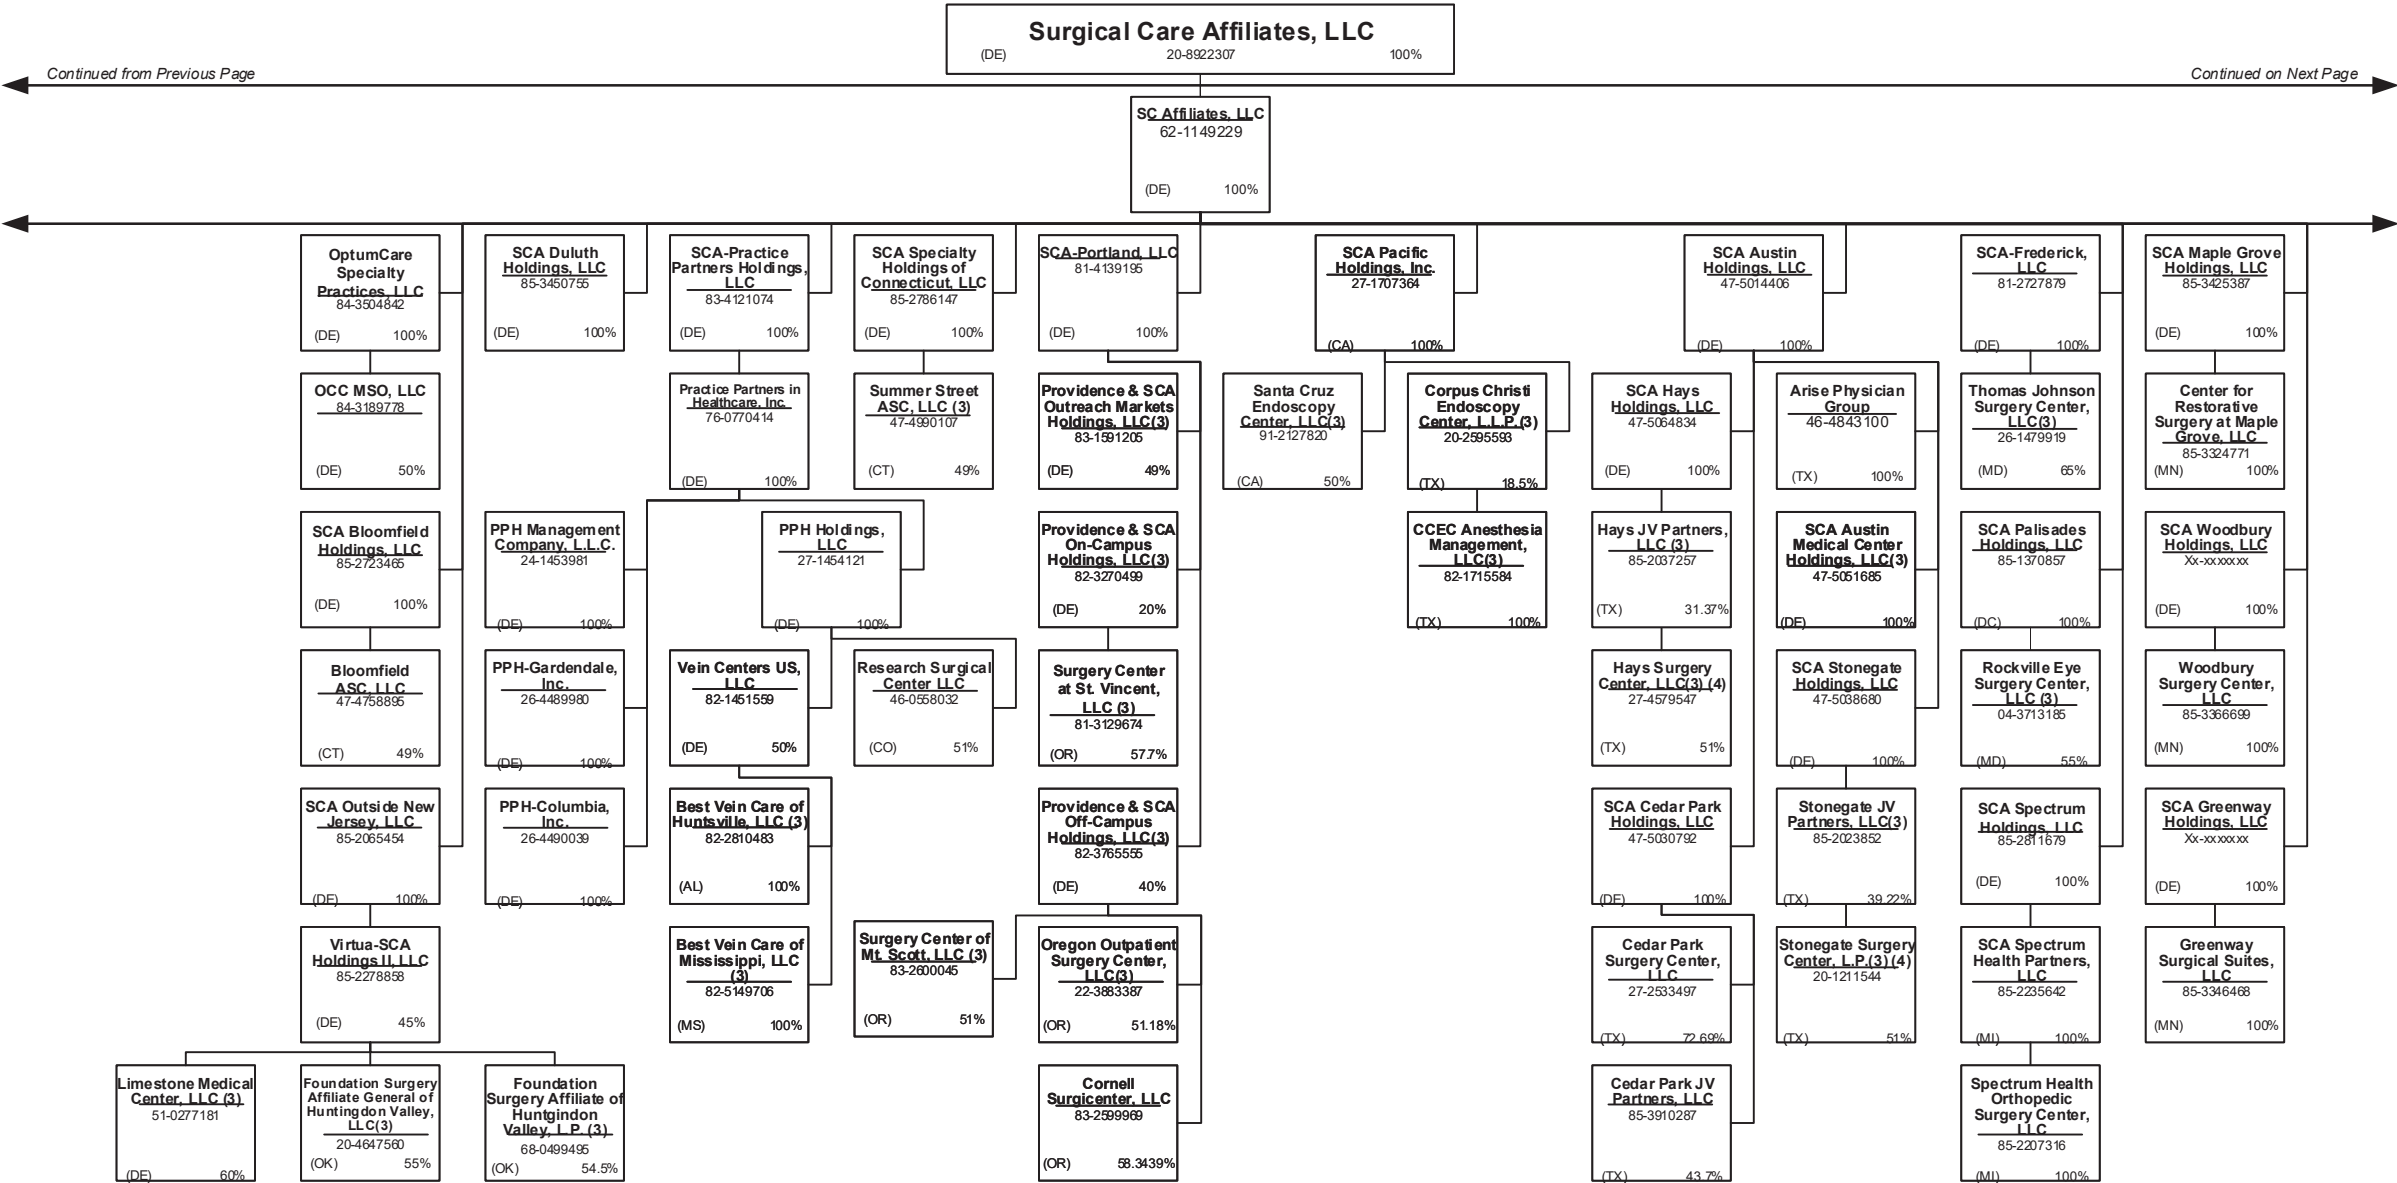 Surgical Care Affiliates, LLC
(DE) 20-8922307 100%
Continued from Previous Page
Continued on Next Page
SC Affiliates, LLC
62-1149229
(DE) 100%
OptumCare
Specialty
Practices, LLC
84-3504842
(DE) 100%
SCA Duluth
Holdings, LLC
85-3450755
(DE) 100%
SCA-Practice
Partners Holdings,
LLC
83-4121074
(DE) 100%
SCA Specialty
Holdings of
Connecticut, LLC
85-2786147
(DE) 100%
SCA-Portland, LLC
81-4139195
(DE) 100%
SCA Pacific
Holdings, Inc.
27-1707364
(CA) 100%
SCA Austin
Holdings, LLC
47-5014406
(DE) 100%
SCA-Frederick,
LLC
81-2727879
(DE) 100%
SCA Maple Grove
Holdings, LLC
85-3425387
(DE) 100%
OCC MSO, LLC
84-3189778
(DE) 50%
Practice Partners in
Healthcare, Inc.
76-0770414
(DE) 100%
Summer Street
ASC, LLC (3)
47-4990107
(CT) 49%
Providence & SCA
Outreach Markets
Holdings, LLC(3)
83-1591205
(DE) 49%
Santa Cruz
Endoscopy
Center, LLC(3)
91-2127820
(CA) 50%
Corpus Christi
Endoscopy
Center, L.L.P.(3)
20-2595593
(TX) 18.5%
SCA Hays
Holdings, LLC
47-5064834
(DE) 100%
Arise Physician
Group
46-4843100
(TX) 100%
Thomas Johnson
Surgery Center,
LLC(3)
26-1479919
(MD) 65%
Center for
Restorative
Surgery at Maple
Grove, LLC
85-3324771
(MN) 100%
SCA Bloomfield
Holdings, LLC
85-2723465
(DE) 100%
PPH Management
Company, L.L.C.
24-1453981
(DE) 100%
PPH Holdings,
LLC
27-1454121
(DE) 100%
Providence & SCA
On-Campus
Holdings, LLC(3)
82-3270499
(DE) 20%
CCEC Anesthesia
Management,
LLC(3)
82-1715584
(TX) 100%
Hays JV Partners,
LLC (3)
85-2037257
(TX) 31.37%
SCA Austin
Medical Center
Holdings, LLC(3)
47-5051685
(DE) 100%
SCA Palisades
Holdings, LLC
85-1370857
(DC) 100%
SCA Woodbury
Holdings, LLC
Xx-xxxxxxx
(DE) 100%
Bloomfield
ASC, LLC
47-4758895
(CT) 49%
PPH-Gardendale,
Inc.
26-4489980
(DE) 100%
Vein Centers US,
LLC
82-1451559
(DE) 50%
Research Surgical
Center LLC
46-0558032
(CO) 51%
Surgery Center
at St. Vincent,
LLC (3)
81-3129674
(OR) 57.7%
Hays Surgery
Center, LLC(3) (4)
27-4579547
(TX) 51%
SCA Stonegate
Holdings, LLC
47-5038680
(DE) 100%
Rockville Eye
Surgery Center,
LLC (3)
04-3713185
(MD) 55%
Woodbury
Surgery Center,
LLC
85-3366699
(MN) 100%
SCA Outside New
Jersey, LLC
85-2065454
(DE) 100%
PPH-Columbia,
Inc.
26-4490039
(DE) 100%
Best Vein Care of
Huntsville, LLC (3)
82-2810483
(AL) 100%
Providence & SCA
Off-Campus
Holdings, LLC(3)
82-3765555
(DE) 40%
SCA Cedar Park
Holdings, LLC
47-5030792
(DE) 100%
Stonegate JV
Partners, LLC(3)
85-2023852
(TX) 39.22%
SCA Spectrum
Holdings, LLC
85-2811679
(DE) 100%
SCA Greenway
Holdings, LLC
Xx-xxxxxxx
(DE) 100%
Virtua-SCA
Holdings II, LLC
85-2278858
(DE) 45%
Best Vein Care of
Mississippi, LLC
(3)
82-5149706
(MS) 100%
Surgery Center of
Mt. Scott, LLC (3)
83-2600045
(OR) 51%
Oregon Outpatient
Surgery Center,
LLC(3)
22-3883387
(OR) 51.18%
Cedar Park
Surgery Center,
LLC
27-2533497
(TX) 72.69%
Stonegate Surgery
Center, L.P.(3) (4)
20-1211544
(TX) 51%
SCA Spectrum
Health Partners,
LLC
85-2235642
(MI) 100%
Greenway
Surgical Suites,
LLC
85-3346468
(MN) 100%
Limestone Medical
Center, LLC (3)
51-0277181
(DE) 60%
Foundation Surgery
Affiliate General of
Huntingdon Valley,
LLC(3)
20-4647560
(OK) 55%
Foundation
Surgery Affiliate of
Huntgindon
Valley, L.P. (3)
68-0499495
(OK) 54.5%
Cornell
Surgicenter, LLC
83-2599969
(OR) 58.3439%
Cedar Park JV
Partners, LLC
85-3910287
(TX) 43.7%
Spectrum Health
Orthopedic
Surgery Center,
LLC
85-2207316
(MI) 100%